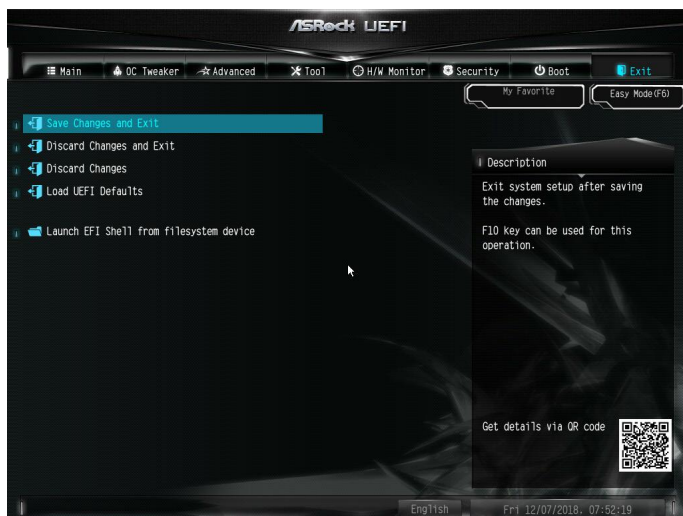 ASRock UEFI
Main OC Tweaker Advanced Tool H/W Monitor Security Boot Exit
My Favorite Easy Mode(F6)
Save Changes and Exit
Discard Changes and Exit
Discard Changes
Load UEFI Defaults
Launch EFI Shell from filesystem device
Description
Exit system setup after saving
the changes.
F10 key can be used for this
operation.
Get details via QR code
English Fri 12/07/2018. 07:52:19